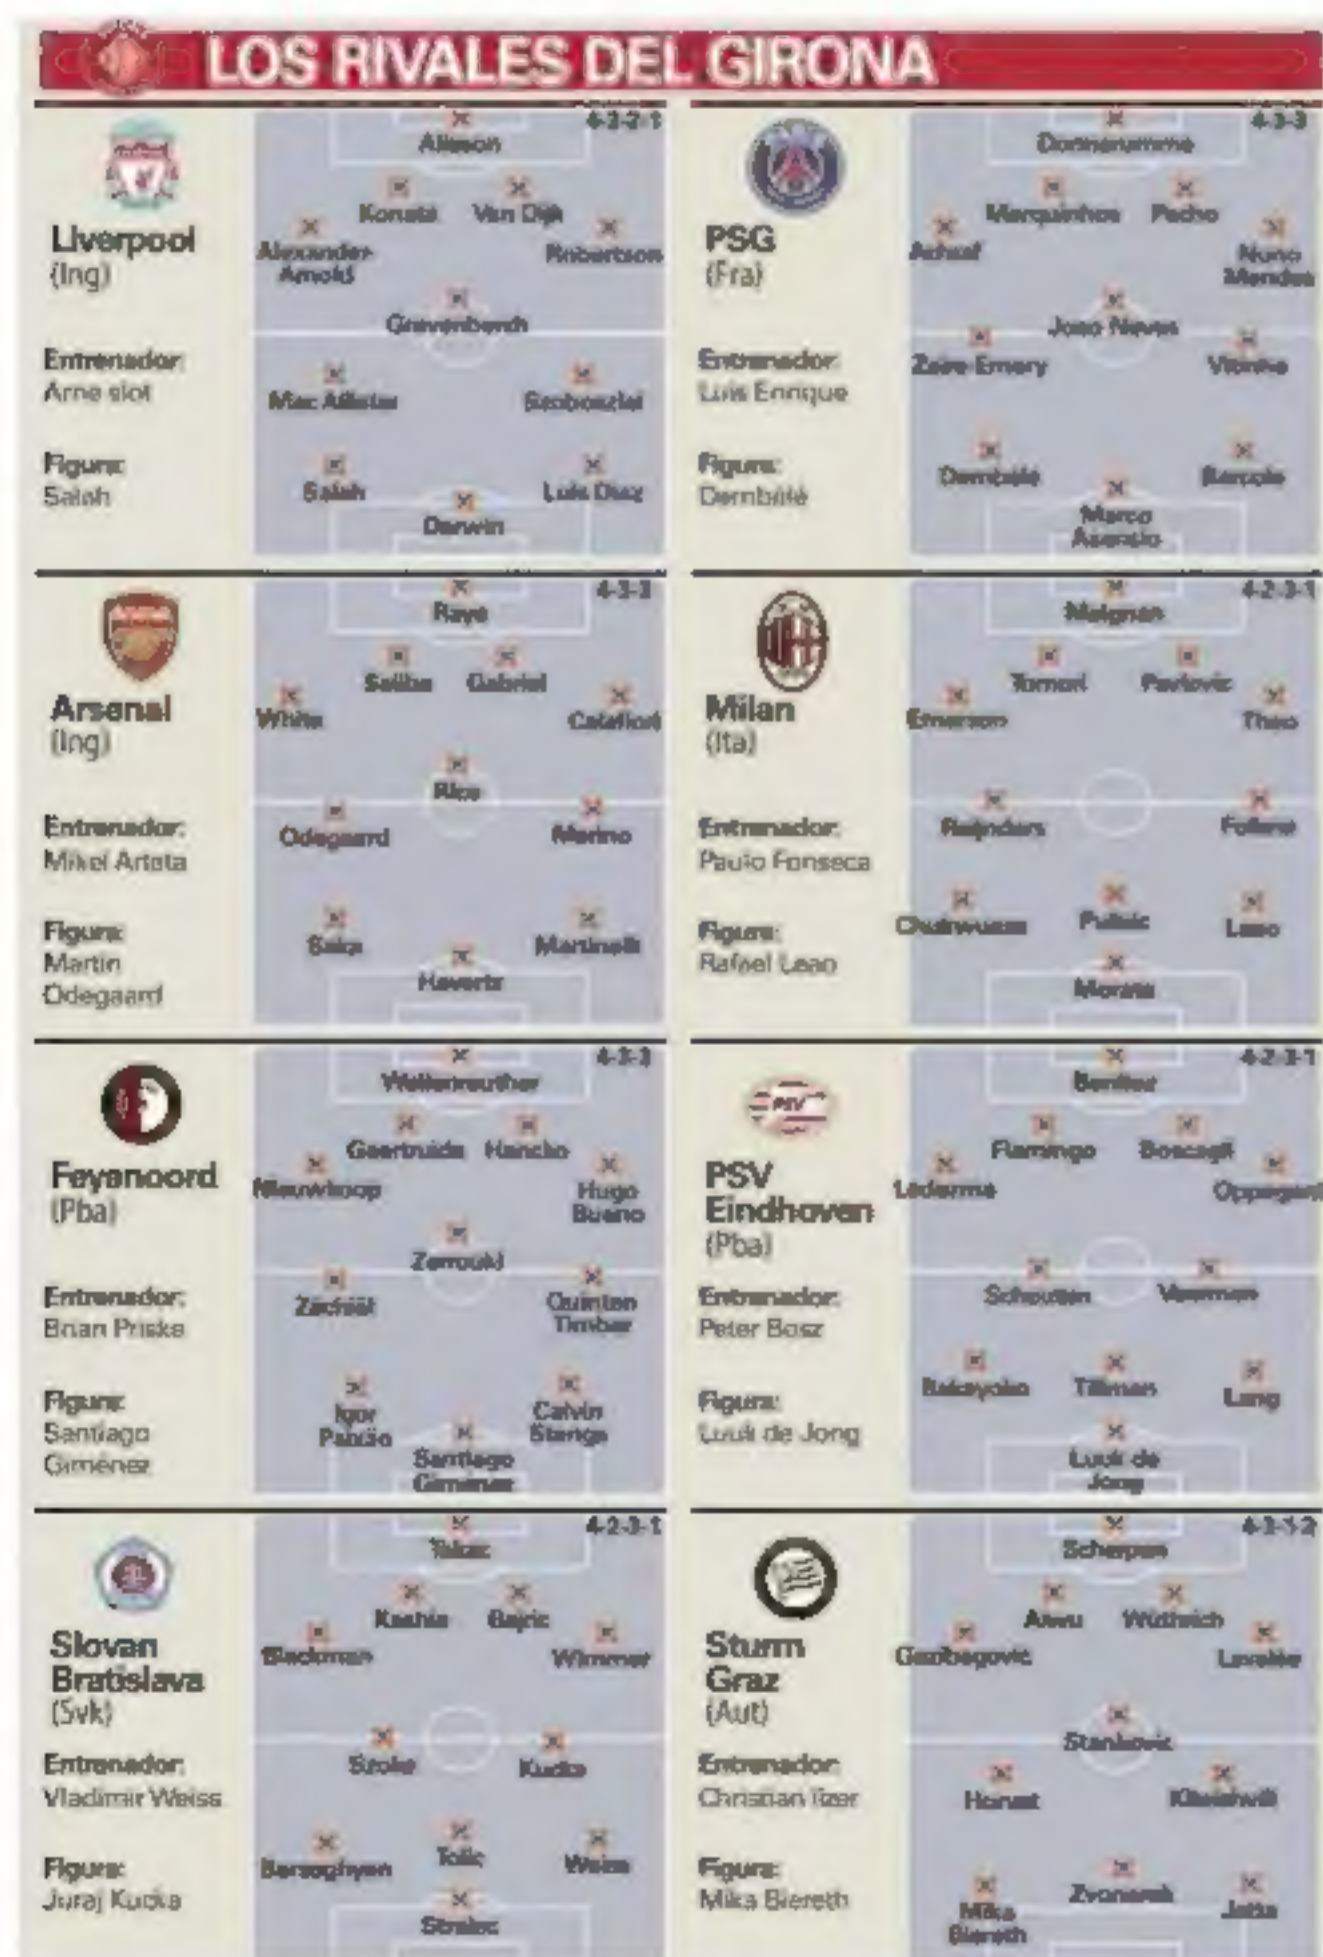 LOS RIVALES DEL GIRONA
Liverpool
(Ing)
Entrenador:
Arne slot
Figura:
Salah
Alisson
Konaté Van Dijk
Alexander-
Arnold
Robertson
Gravenberch
Mac Allister Szoboszlai
Salah Luis Diaz
Darwin
PSG
(Fra)
Entrenador:
Luis Enrique
Figura:
Dembélé
4-3-3
Donnarumma
Marquinhos Pacho
Achraf
Nuno
Mendes
Joao Neves
Zaire-Emery Vitinha
Dembélé Barcola
Marco
Asensio
Arsenal
(Ing)
Entrenador:
Mikel Arteta
Figura:
Martin
Odegaard
4-3-3
Raya
Saliba Gabriel
White Calafiori
Rice
Odegaard Merino
Saka Martinelli
Havertz
Milan
(Ita)
Entrenador:
Paulo Fonseca
Figura:
Rafael Leao
4-2-3-1
Maignan
Tomori Pavlovic
Emerson Theo
Reijnders Fofana
Chukwueze Pulisic Leao
Morata
Feyenoord
(Pba)
Entrenador:
Brian Priske
Figura:
Santiago
Giménez
4-3-3
Wellenreuther
Geertruida Hancko
Nieuwkoop
Hugo
Bueno
Zerrouki
Quinten
Timber
Igor
Paixão
Calvin
Stengs
Santiago
Giménez
PSV
Eindhoven
(Pba)
Entrenador:
Peter Bosz
Figura:
Luuk de Jong
4-2-3-1
Benitez
Flamingo Boscagli
Ledezma
Schouten Veerman
Bakayoko Tillman Lang
Luuk de
Jong
Slovan
Bratislava
(Svk)
Entrenador:
Vladimir Weiss
Figura:
Juraj Kucka
4-2-3-1
Takac
Kashia Bajric
Blackman Wimmer
Szoke Kucka
Barseghyan Tolic Weiss
Strelec
Sturm
Graz
(Aut)
Entrenador:
Christian Ilzer
Figura:
Mika Biereth
4-3-1-2
Scherpen
Aiwu Wüthrich
Gazibegovic Lavalée
Stankovic
Horvat Kiteishvili
Mika
Biereth
Jatta